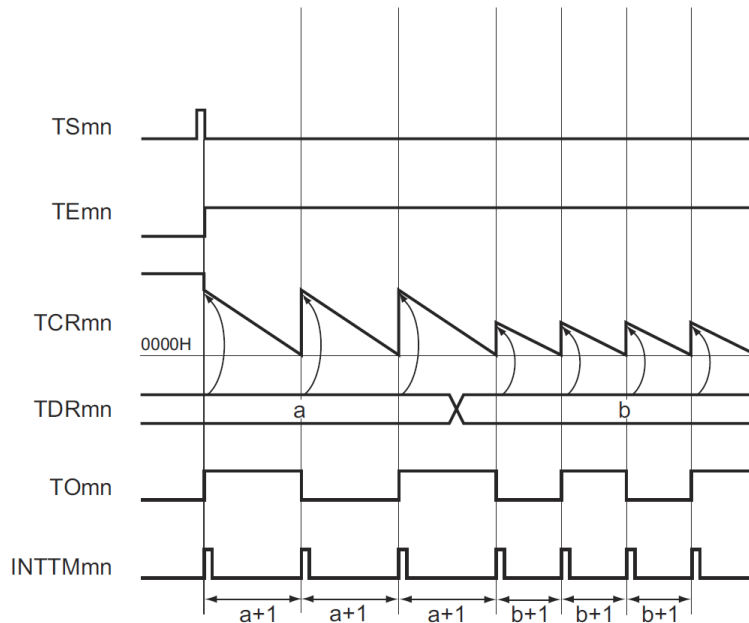 TSmn
TEmn
TCRmn
0000H
TDRmn
a
b
TOmn
INTTMmn
a+1
a+1
a+1
b+1
b+1
b+1